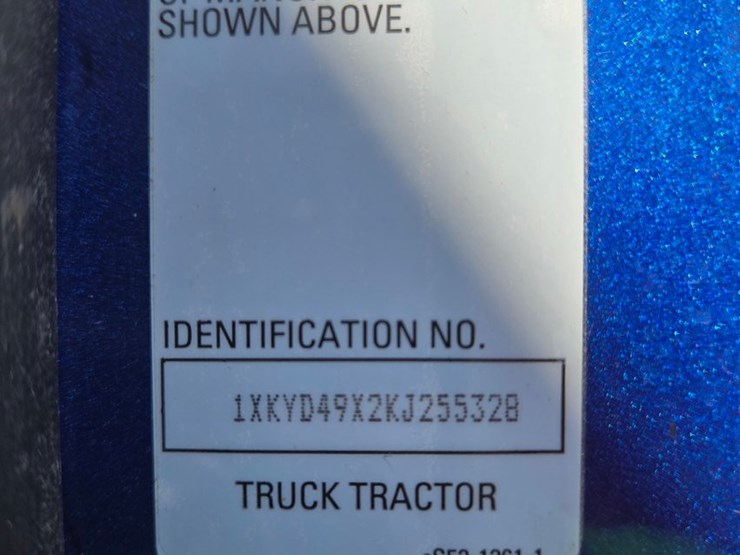 SHOWN ABOVE.
IDENTIFICATION NO.
1XKYD49X2KJ255328
TRUCK TRACTOR